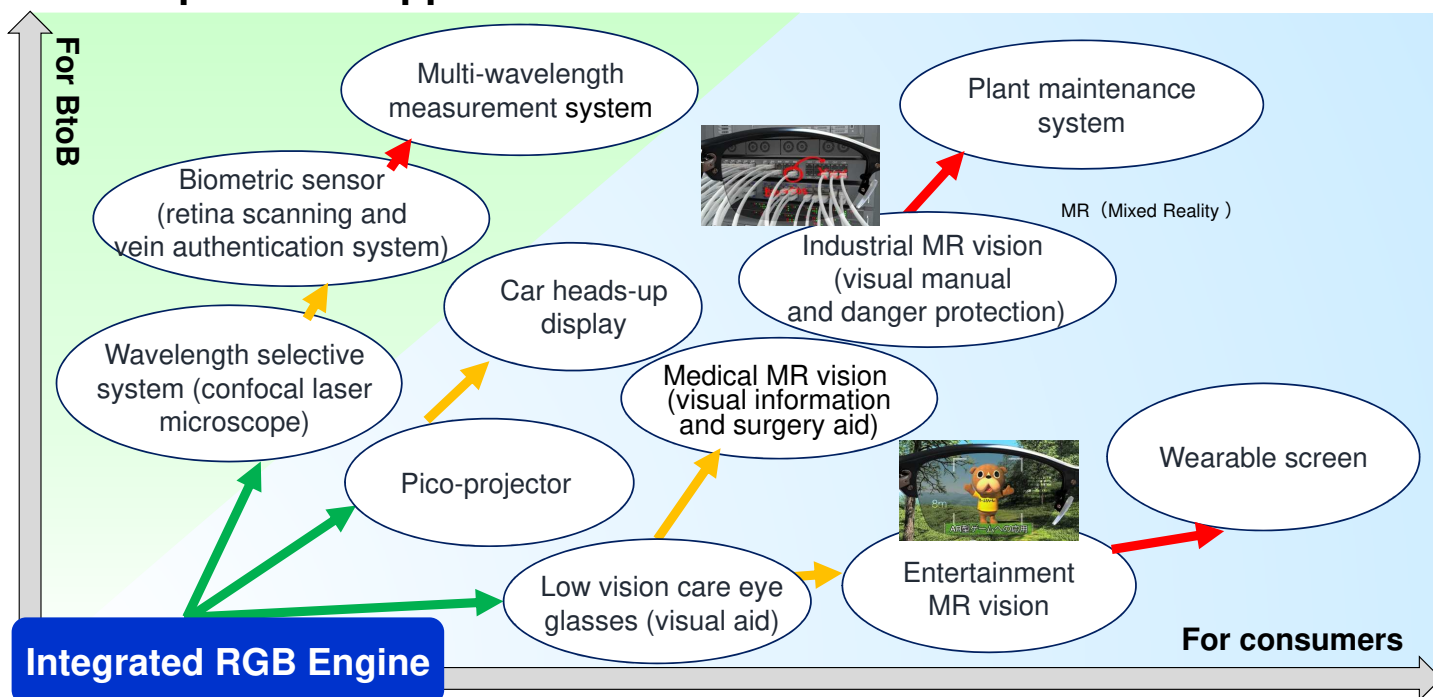 For BtoB
Multi-wavelength
measurement system
Plant maintenance
system
Biometric sensor
(retina scanning and
vein authentication system)
MR（Mixed Reality ）
Industrial MR vision
(visual manual
and danger protection)
Car heads-up
display
Wavelength selective
system (confocal laser
microscope)
Medical MR vision
(visual information
and surgery aid)
Pico-projector
Wearable screen
Low vision care eye
glasses (visual aid)
Entertainment
MR vision
For consumers
Integrated RGB Engine